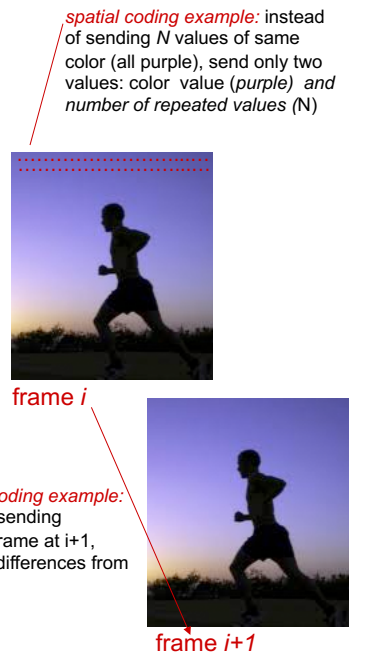 spatial coding example: instead
of sending N values of same
color (all purple), send only two
values: color value (purple) and
number of repeated values (N)
frame i
oding example:
sending
rame at i+1,
differences from
frame i+1